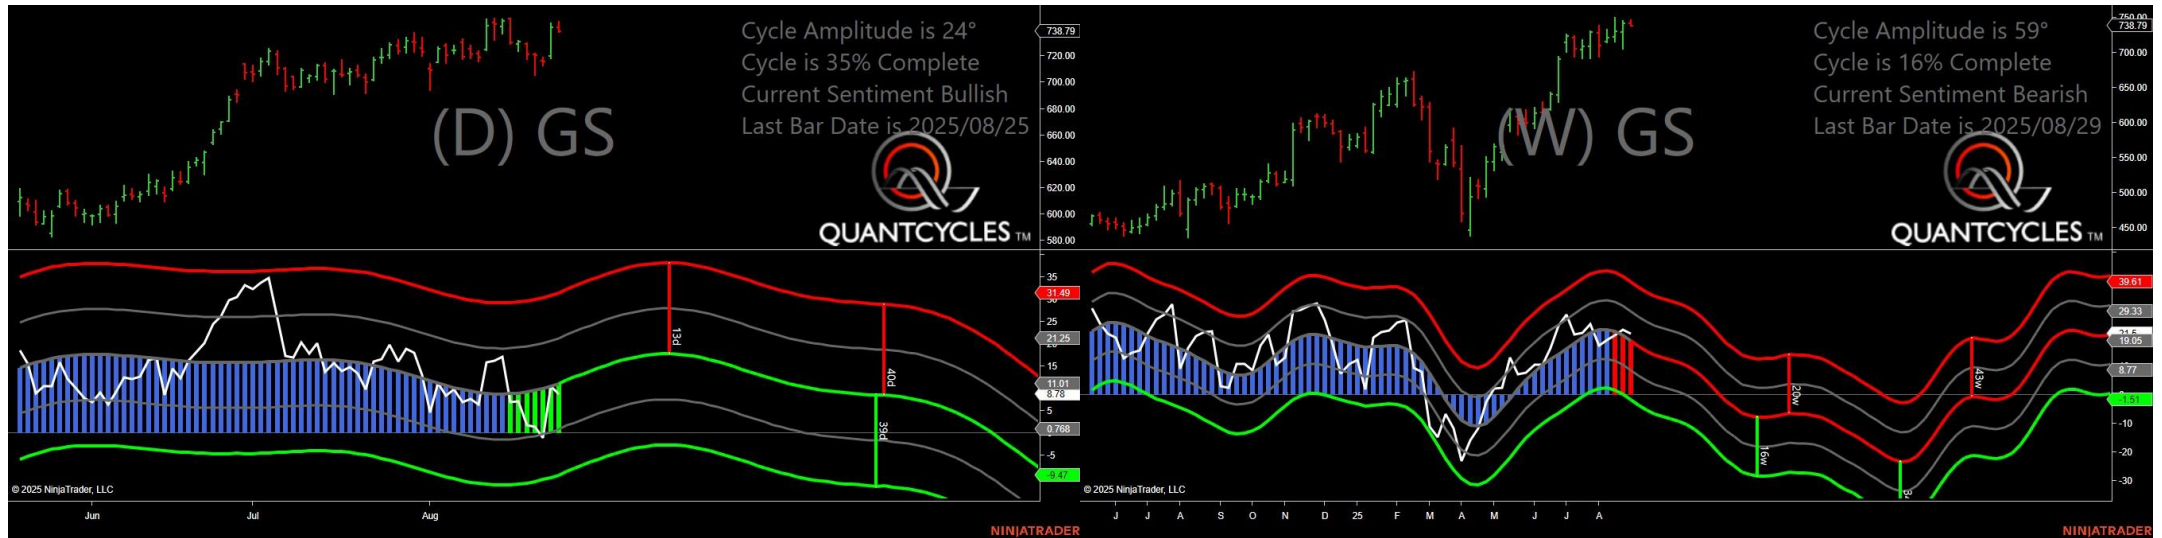 Cycle Amplitude is 24°
Cycle is 35% Complete
Current Sentiment Bullish
Last Bar Date is 2025/08/25
(D) GS
QUANTCYCLES TM
738.79
720.00
700.00
680.00
660.00
640.00
620.00
600.00
580.00
35
31.49
25
21.25
15
11.01
8.78
5
0.768
-5
-9.47
13d
40d
39d
© 2025 NinjaTrader, LLC
Jun Jul Aug
NINJATRADER
Cycle Amplitude is 59°
Cycle is 16% Complete
Current Sentiment Bearish
Last Bar Date is 2025/08/29
(W) GS
QUANTCYCLES TM
750.00
738.79
700.00
650.00
600.00
550.00
500.00
450.00
39.61
29.33
21.5
19.05
8.77
-1.51
-10
-20
-30
20w
16w
43w
© 2025 NinjaTrader, LLC
J J A S O N D 25 F M A M J J A
NINJATRADER